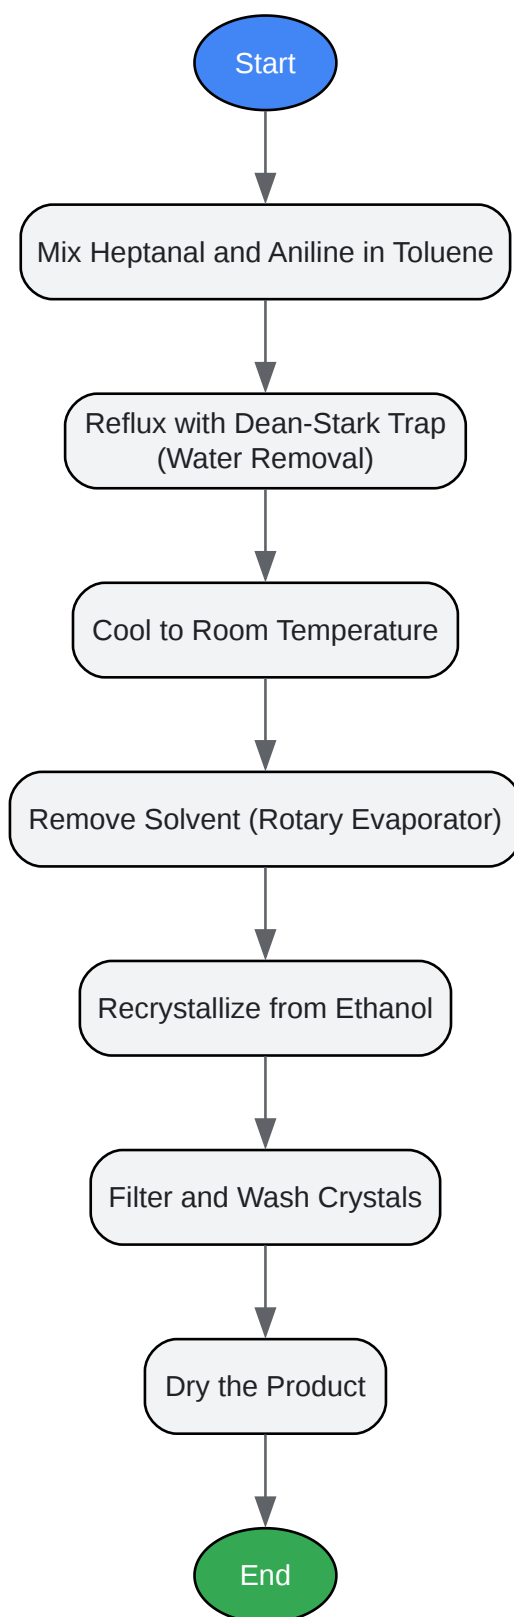 Start
Mix Heptanal and Aniline in Toluene
Reflux with Dean-Stark Trap
(Water Removal)
Cool to Room Temperature
Remove Solvent (Rotary Evaporator)
Recrystallize from Ethanol
Filter and Wash Crystals
Dry the Product
End